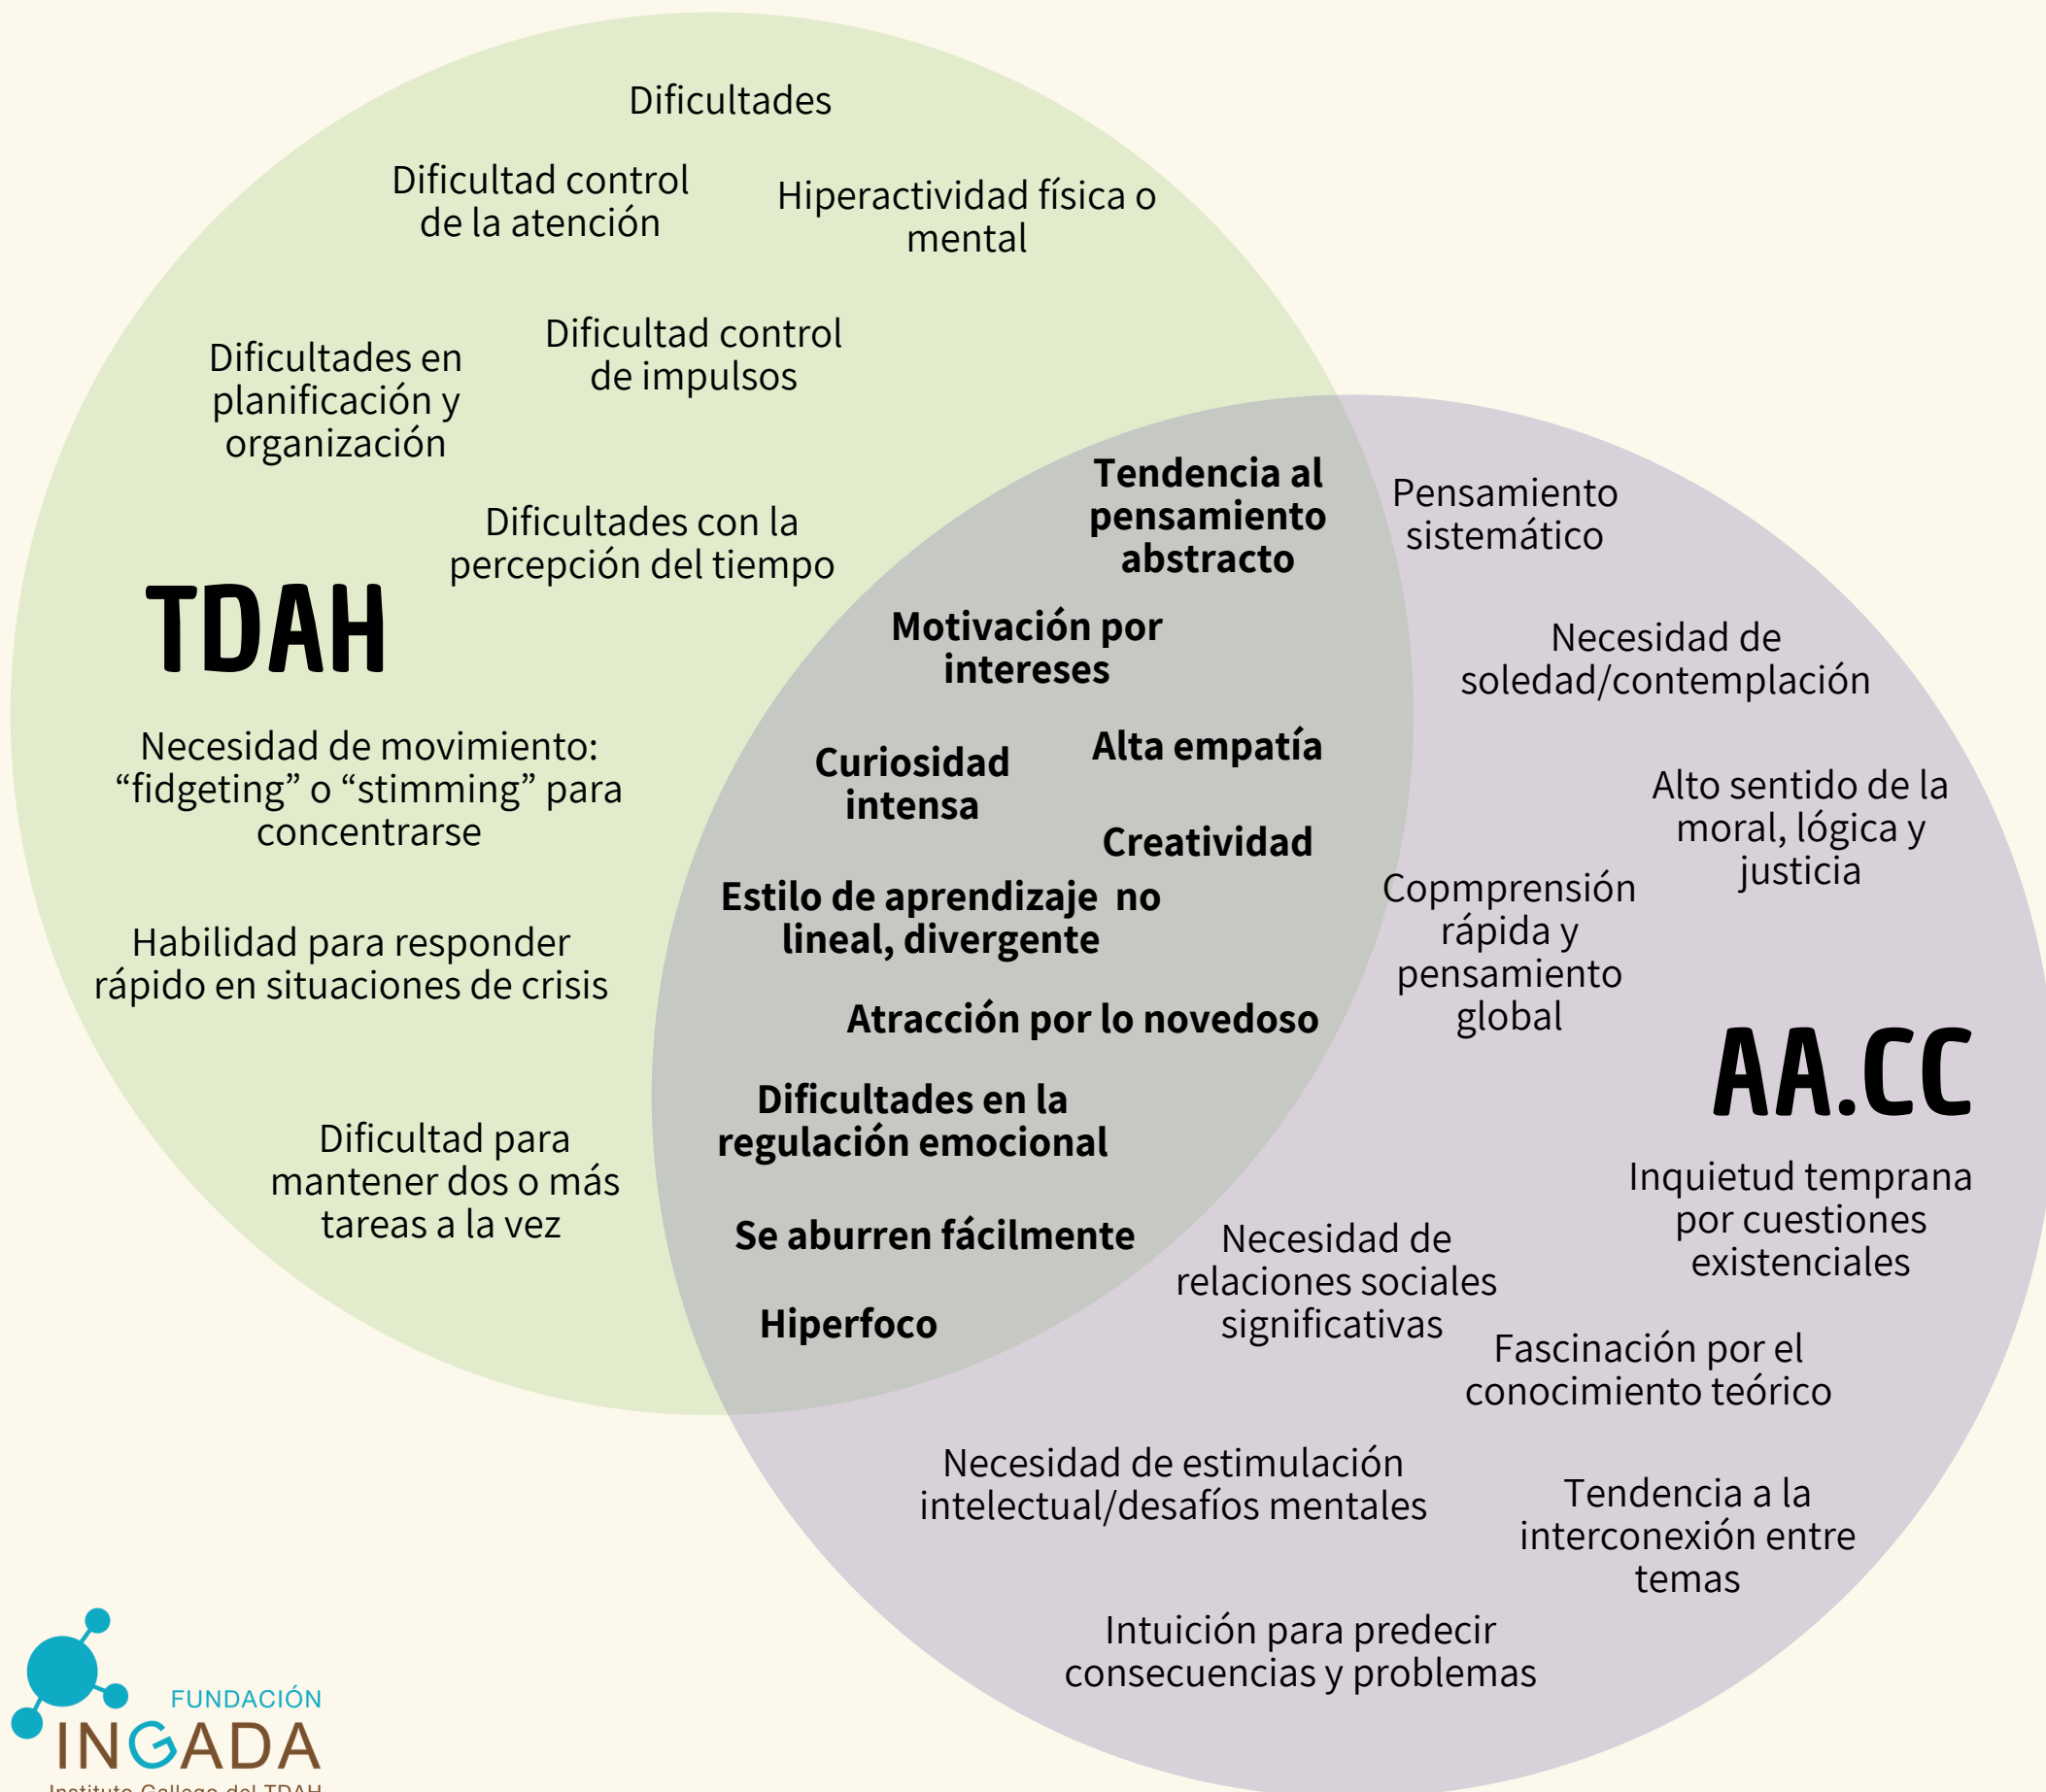 Dificultades
Dificultad control
de la atención
Hiperactividad física o
mental
Dificultad control
de impulsos
Dificultades en
planificación y
organización
Dificultades con la
percepción del tiempo
TDAH
Necesidad de movimiento:
“fidgeting” o “stimming” para
concentrarse
Habilidad para responder
rápido en situaciones de crisis
Dificultad para
mantener dos o más
tareas a la vez
Tendencia al
pensamiento
abstracto
Motivación por
intereses
Curiosidad
intensa
Alta empatía
Creatividad
Estilo de aprendizaje no
lineal, divergente
Atracción por lo novedoso
Dificultades en la
regulación emocional
Se aburren fácilmente
Hiperfoco
Pensamiento
sistemático
Necesidad de
soledad/contemplación
Alto sentido de la
moral, lógica y
justicia
Copmprensión
rápida y
pensamiento
global
AA.CC
Inquietud temprana
por cuestiones
existenciales
Necesidad de
relaciones sociales
significativas
Fascinación por el
conocimiento teórico
Necesidad de estimulación
intelectual/desafíos mentales
Tendencia a la
interconexión entre
temas
Intuición para predecir
consecuencias y problemas
FUNDACIÓN
INGADA
Instituto Gallego del TDAH